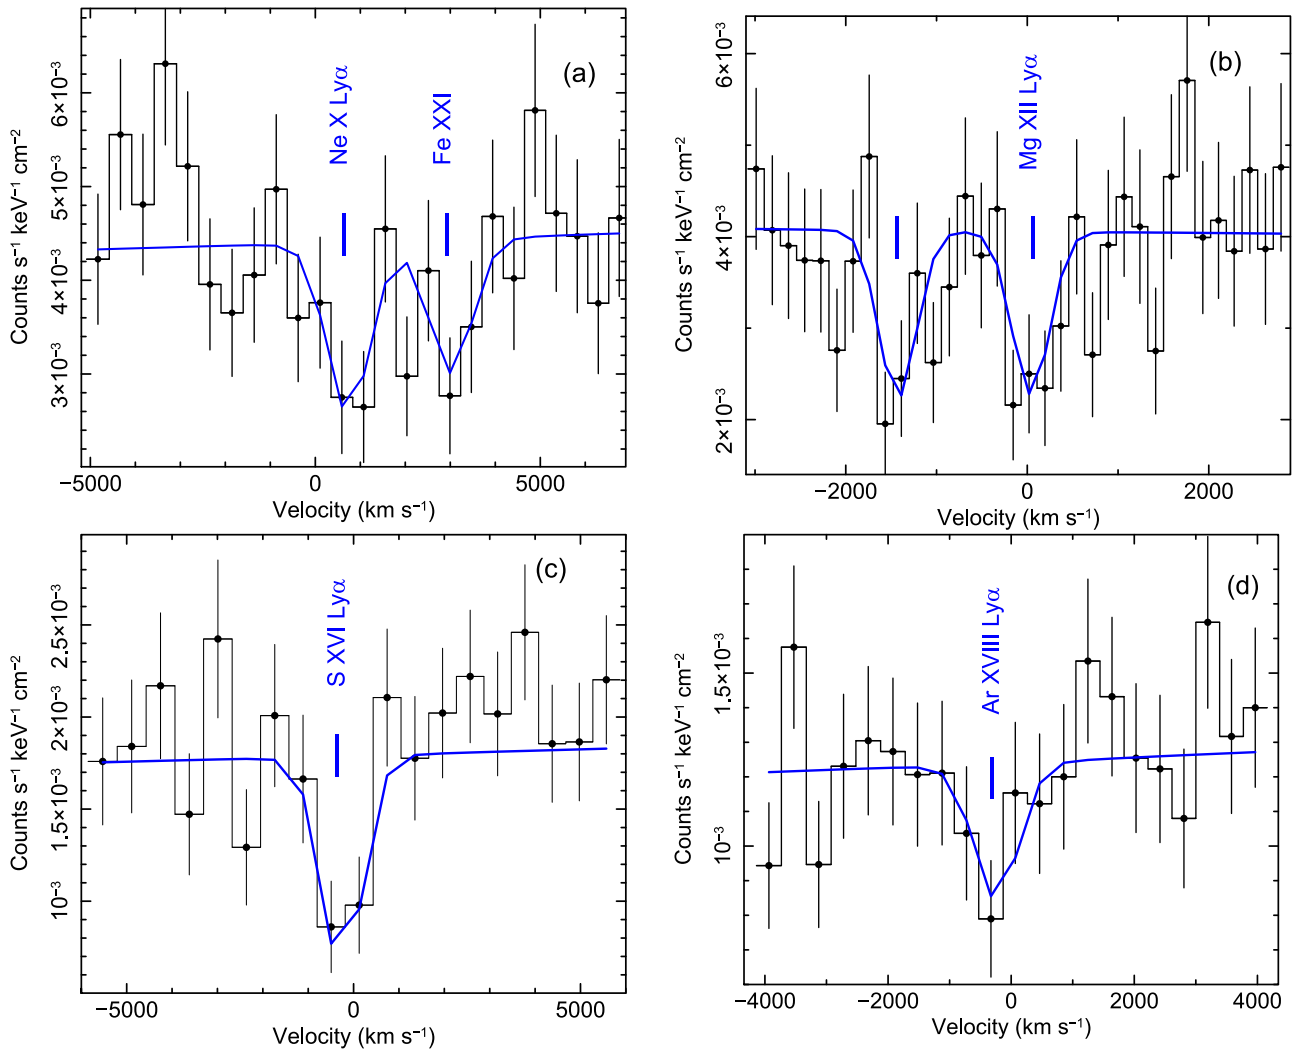 (a)
Ne X Lyα
Fe XXI
6×10⁻³
5×10⁻³
4×10⁻³
3×10⁻³
Counts s⁻¹ keV⁻¹ cm⁻²
−5000 0 5000
Velocity (km s⁻¹)
(b)
Mg XII Lyα
6×10⁻³
4×10⁻³
2×10⁻³
Counts s⁻¹ keV⁻¹ cm⁻²
−2000 0 2000
Velocity (km s⁻¹)
(c)
S XVI Lyα
2.5×10⁻³
2×10⁻³
1.5×10⁻³
10⁻³
Counts s⁻¹ keV⁻¹ cm⁻²
−5000 0 5000
Velocity (km s⁻¹)
(d)
Ar XVIII Lyα
1.5×10⁻³
10⁻³
Counts s⁻¹ keV⁻¹ cm⁻²
−4000 −2000 0 2000 4000
Velocity (km s⁻¹)